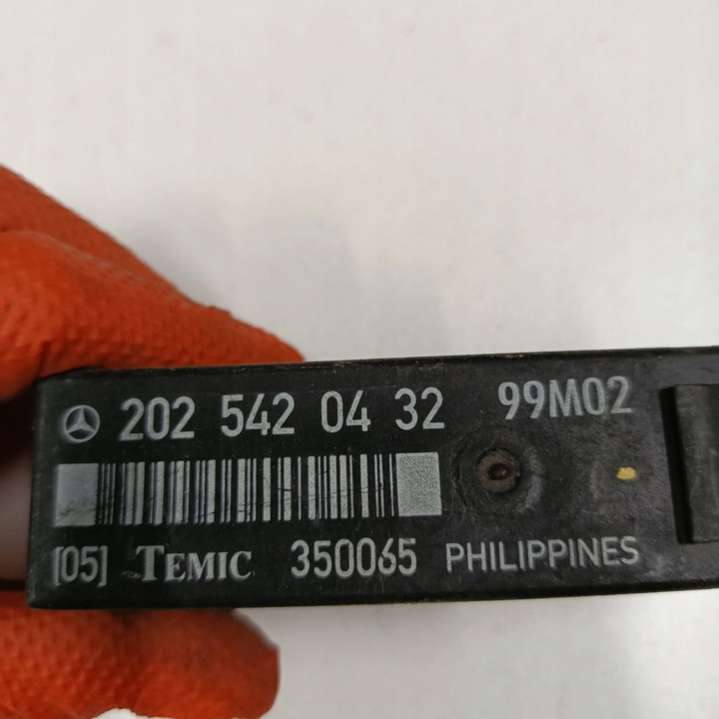 202 542 04 32 99M02
[05] TEMIC 350065 PHILIPPINES